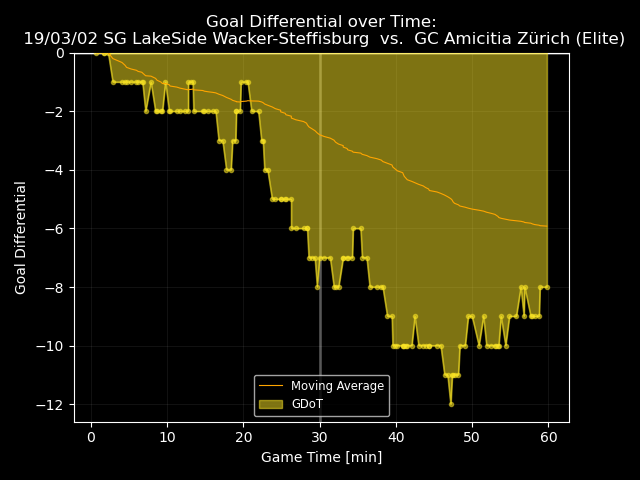 Goal Differential over Time:
19/03/02 SG LakeSide Wacker-Steffisburg  vs.  GC Amicitia Zürich (Elite)
Goal Differential
0
−2
−4
−6
−8
−10
−12
Moving Average
GDoT
0 10 20 30 40 50 60
Game Time [min]